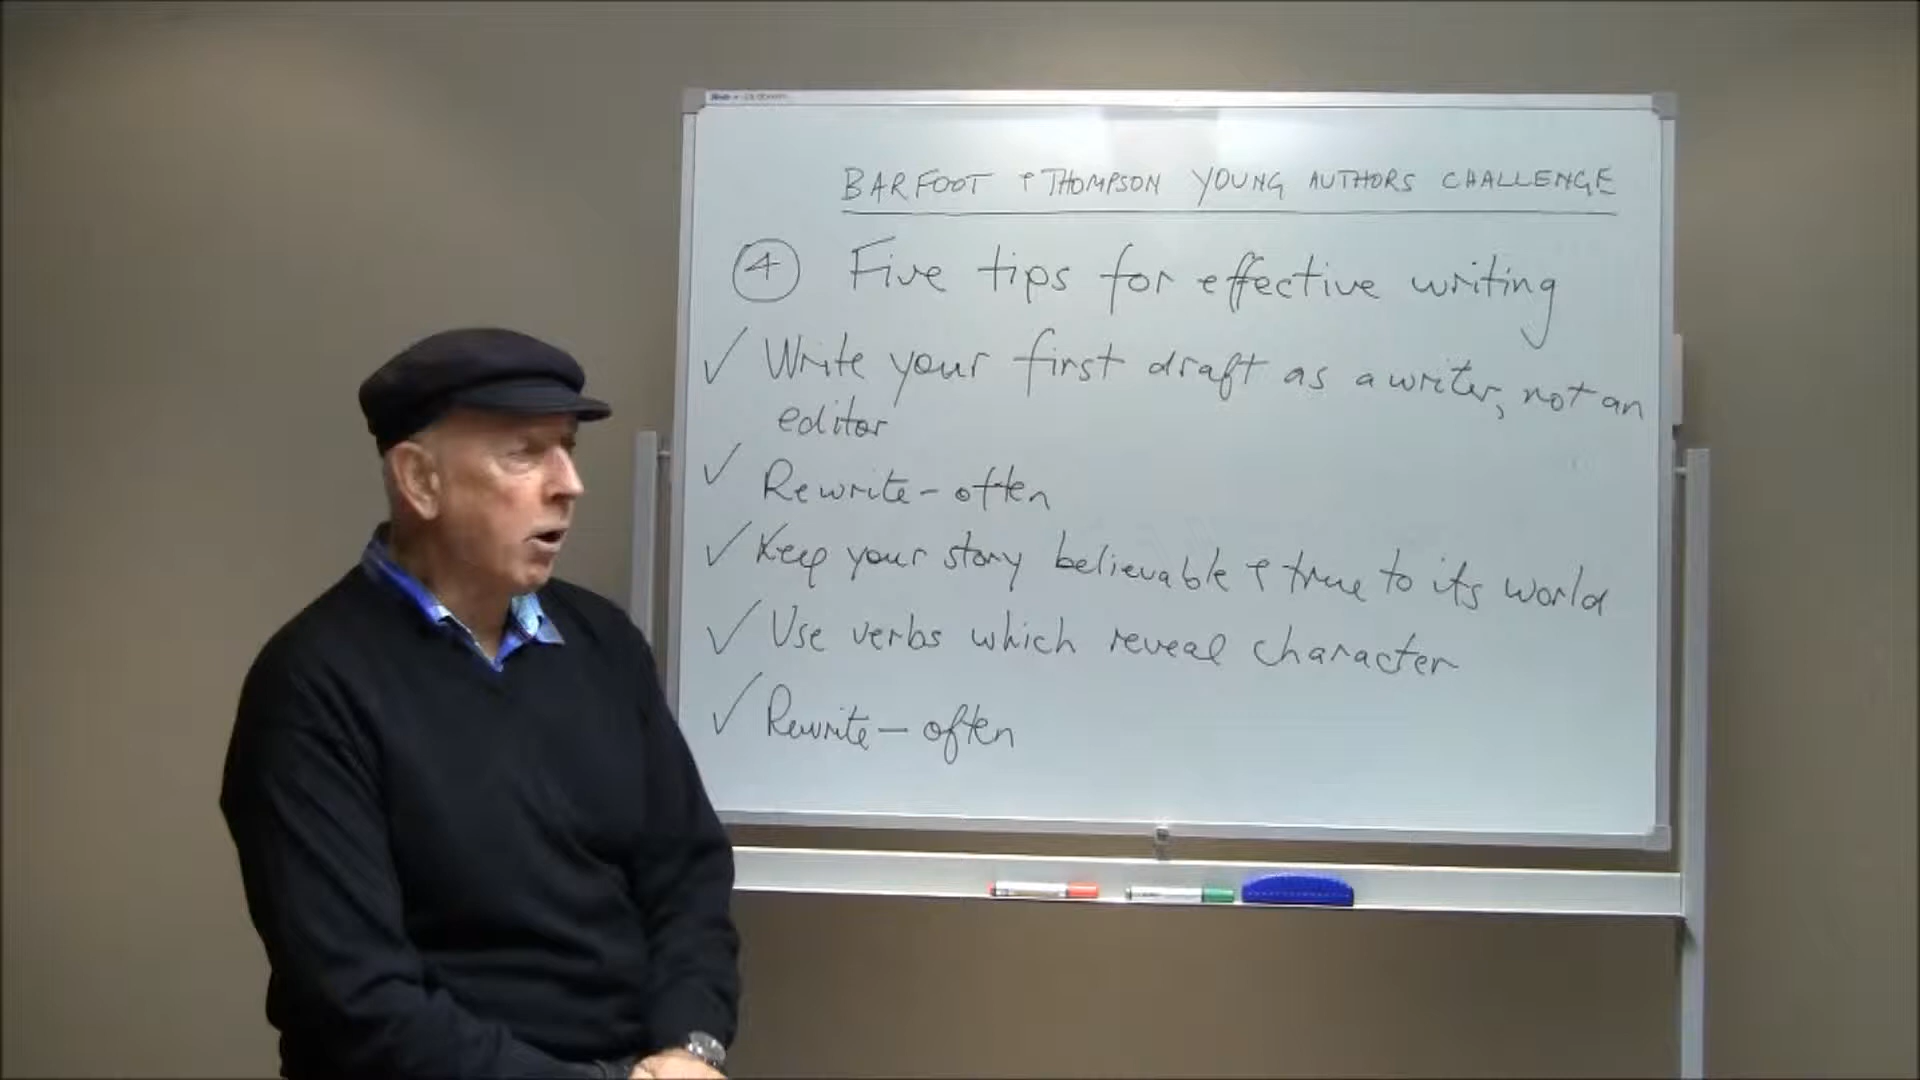 BARFOOT & THOMPSON YOUNG AUTHORS CHALLENGE
4 Five tips for effective writing
✓ Write your first draft as a writer, not an
editor
✓ Rewrite - often
✓ Keep your story believable & true to its world
✓ Use verbs which reveal character
✓ Rewrite - often